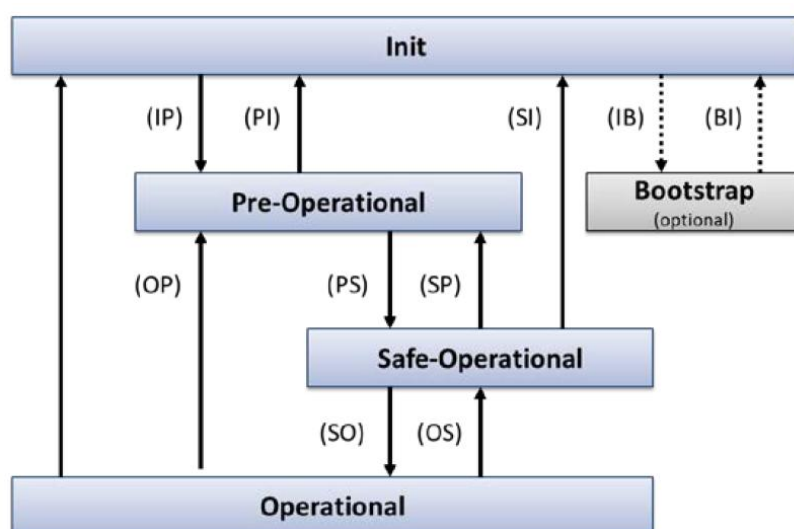 Init
(IP)
(PI)
(SI)
(IB)
(BI)
Pre-Operational
Bootstrap
(optional)
(OP)
(PS)
(SP)
Safe-Operational
(SO)
(OS)
Operational